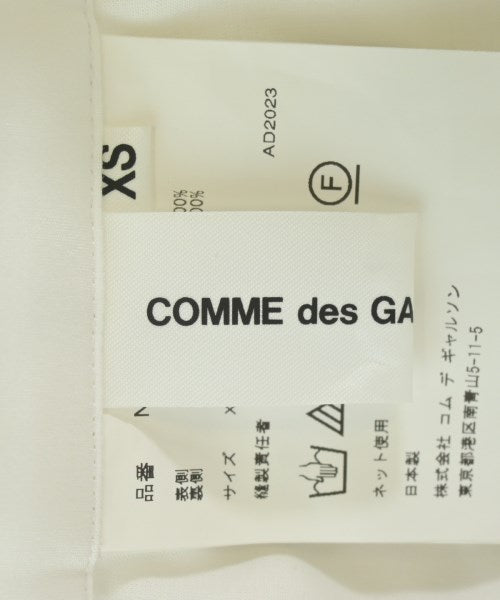 COMME des GA
XS
品番 N
表側 00%
裏側 00%
サイズ X
縫製責任者 AD2023
F
ネット使用
日本製
株式会社 コム デ ギャルソン
東京都港区南青山5-11-5